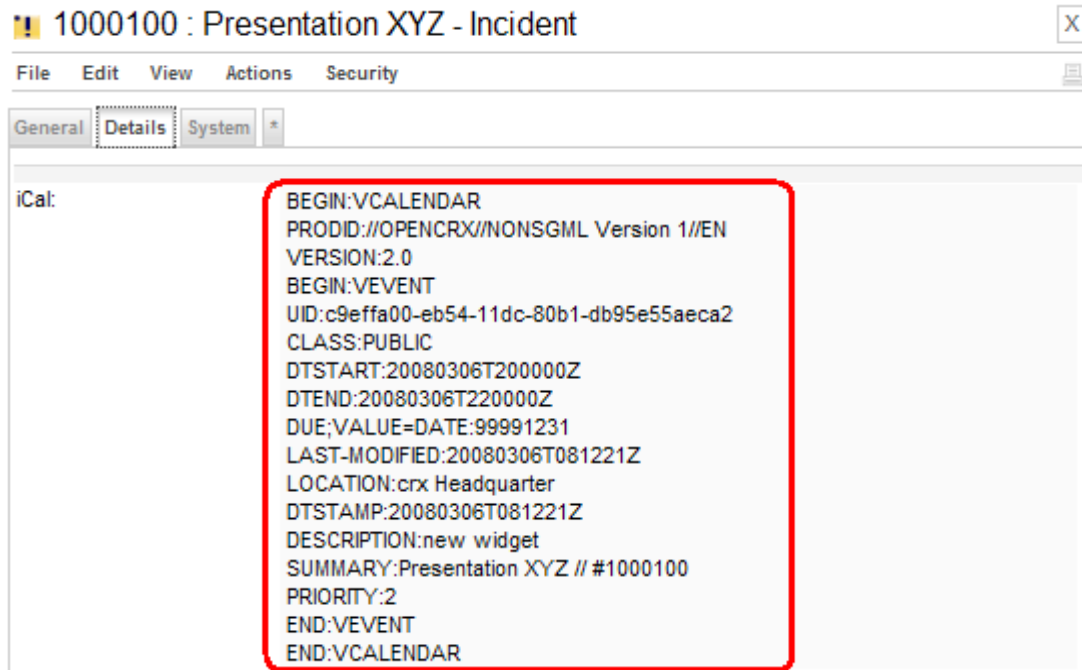 1000100 : Presentation XYZ - Incident X
File Edit View Actions Security
General Details System *
iCal:
BEGIN:VCALENDAR
PRODID://OPENCRX//NONSGML Version 1//EN
VERSION:2.0
BEGIN:VEVENT
UID:c9effa00-eb54-11dc-80b1-db95e55aeca2
CLASS:PUBLIC
DTSTART:20080306T200000Z
DTEND:20080306T220000Z
DUE;VALUE=DATE:99991231
LAST-MODIFIED:20080306T081221Z
LOCATION:crx Headquarter
DTSTAMP:20080306T081221Z
DESCRIPTION:new widget
SUMMARY:Presentation XYZ // #1000100
PRIORITY:2
END:VEVENT
END:VCALENDAR